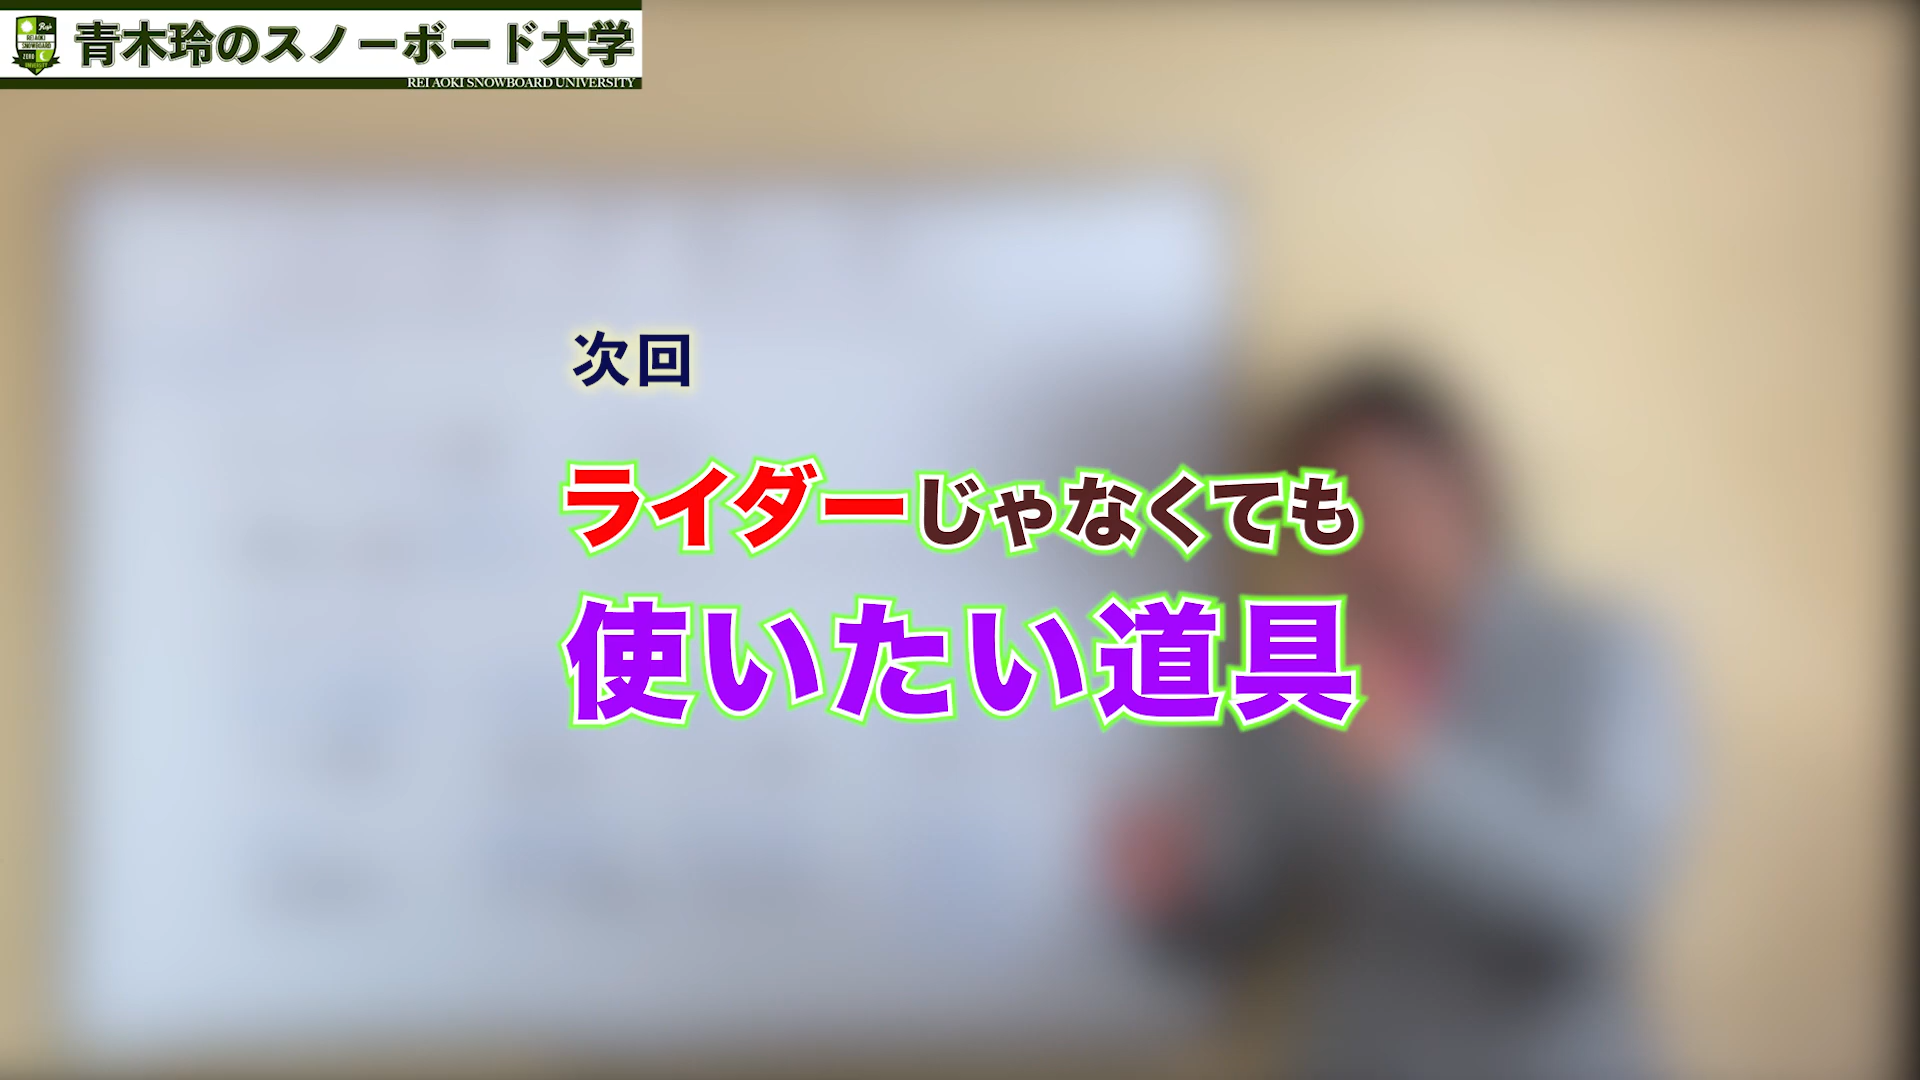 青木玲のスノーボード大学
REI AOKI SNOWBOARD UNIVERSITY
次回
ライダーじゃなくても
使いたい道具